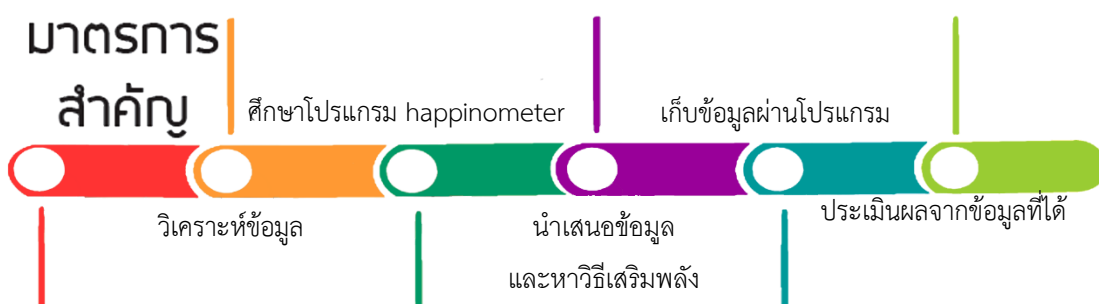 มาตรการ
สำคัญ
ศึกษาโปรแกรม happinometer
เก็บข้อมูลผ่านโปรแกรม
วิเคราะห์ข้อมูล
นำเสนอข้อมูล
และหาวิธีเสริมพลัง
ประเมินผลจากข้อมูลที่ได้